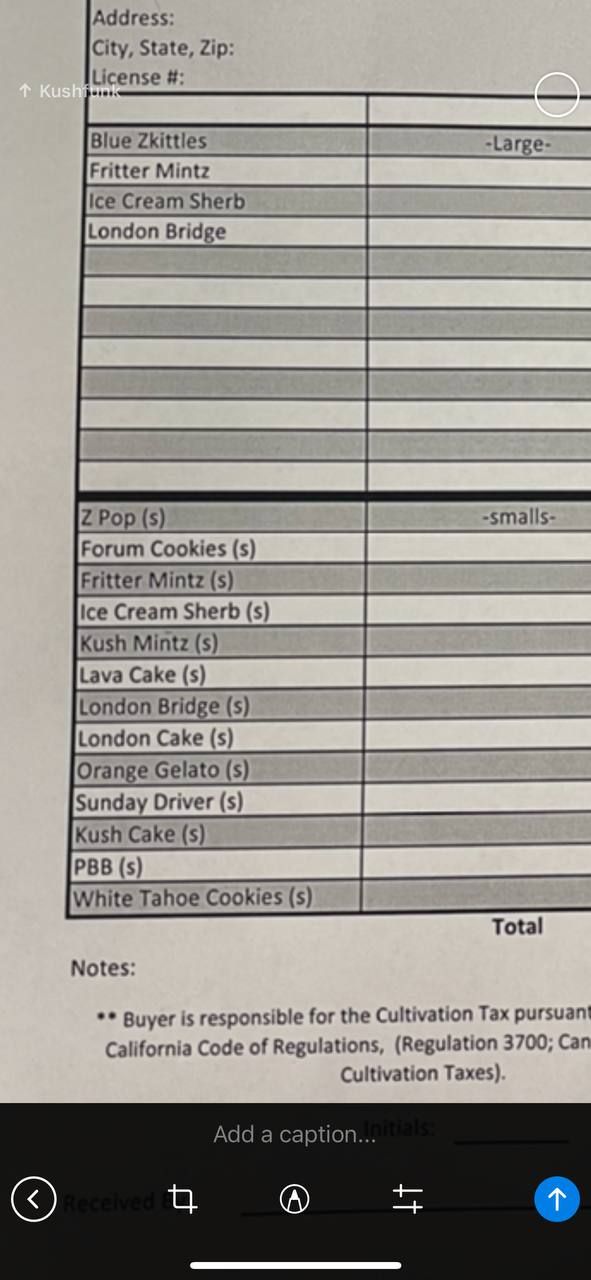 Address:
City, State, Zip:
License #:
↑ Kushfunk
Blue Zkittles -Large-
Fritter Mintz
Ice Cream Sherb
London Bridge
Z Pop (s) -smalls-
Forum Cookies (s)
Fritter Mintz (s)
Ice Cream Sherb (s)
Kush Mintz (s)
Lava Cake (s)
London Bridge (s)
London Cake (s)
Orange Gelato (s)
Sunday Driver (s)
Kush Cake (s)
PBB (s)
White Tahoe Cookies (s)
Total
Notes:
** Buyer is responsible for the Cultivation Tax pursuant
California Code of Regulations, (Regulation 3700; Can
Cultivation Taxes).
Add a caption...
Initials:
Received